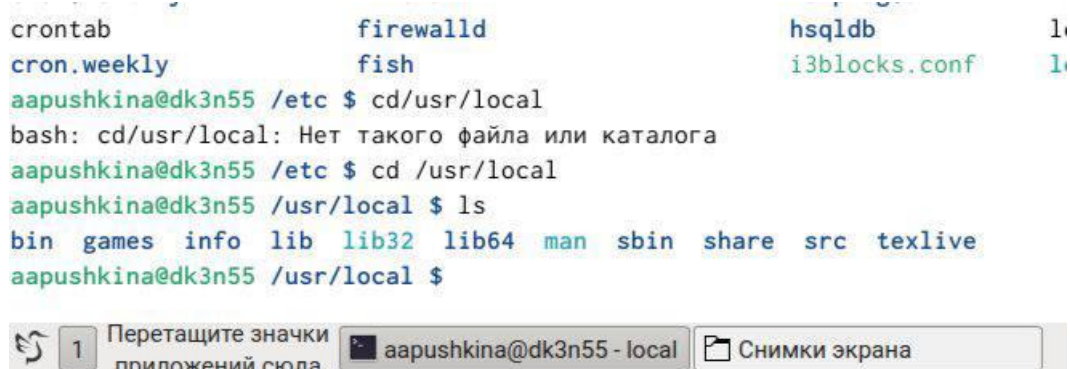 crontab firewalld hsqldb
cron.weekly fish i3blocks.conf
aapushkina@dk3n55 /etc $ cd/usr/local
bash: cd/usr/local: Нет такого файла или каталога
aapushkina@dk3n55 /etc $ cd /usr/local
aapushkina@dk3n55 /usr/local $ ls
bin games info lib lib32 lib64 man sbin share src texlive
aapushkina@dk3n55 /usr/local $
1 Перетащите значки приложений сюда aapushkina@dk3n55 - local Снимки экрана